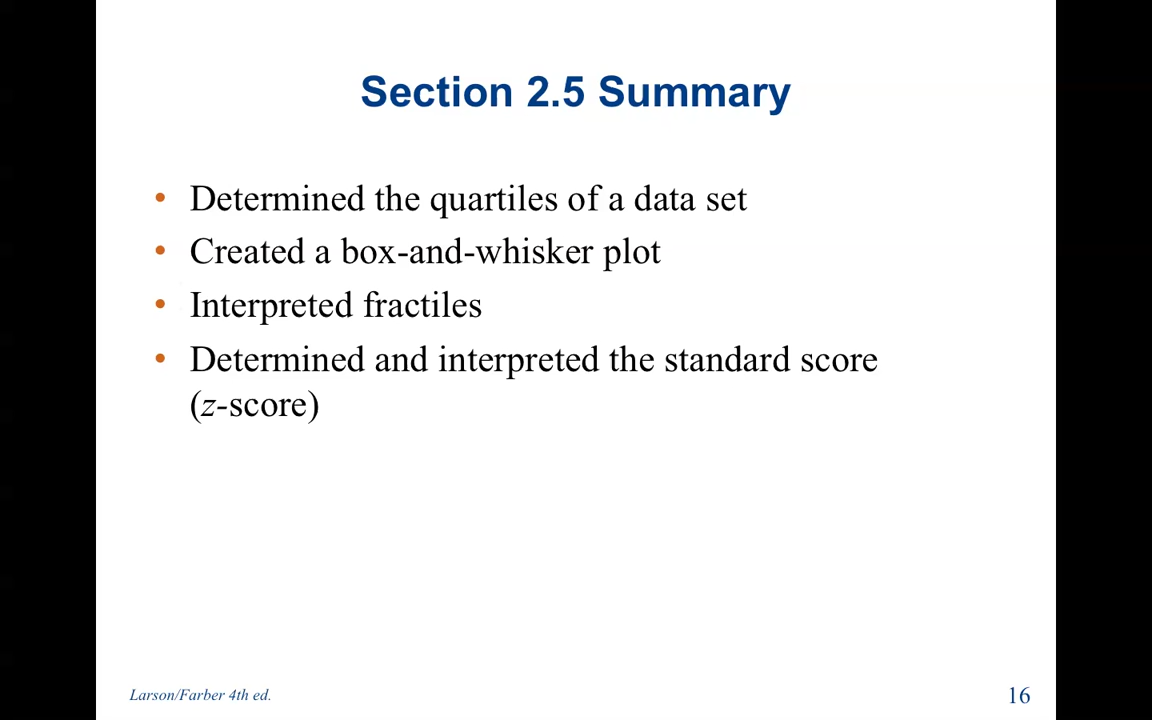 Section 2.5 Summary
• Determined the quartiles of a data set
• Created a box-and-whisker plot
• Interpreted fractiles
• Determined and interpreted the standard score
(z-score)
Larson/Farber 4th ed.
16